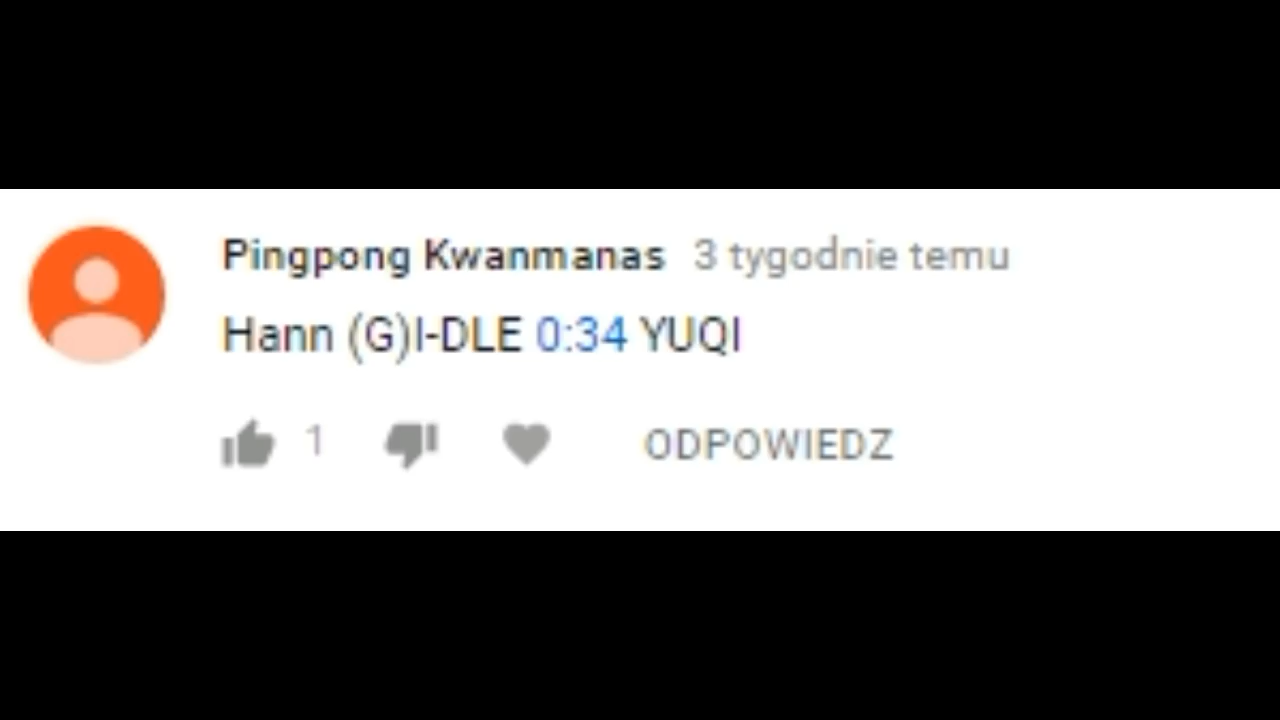 Pingpong Kwanmanas 3 tygodnie temu
Hann (G)I-DLE 0:34 YUQI
1 ODPOWIEDZ